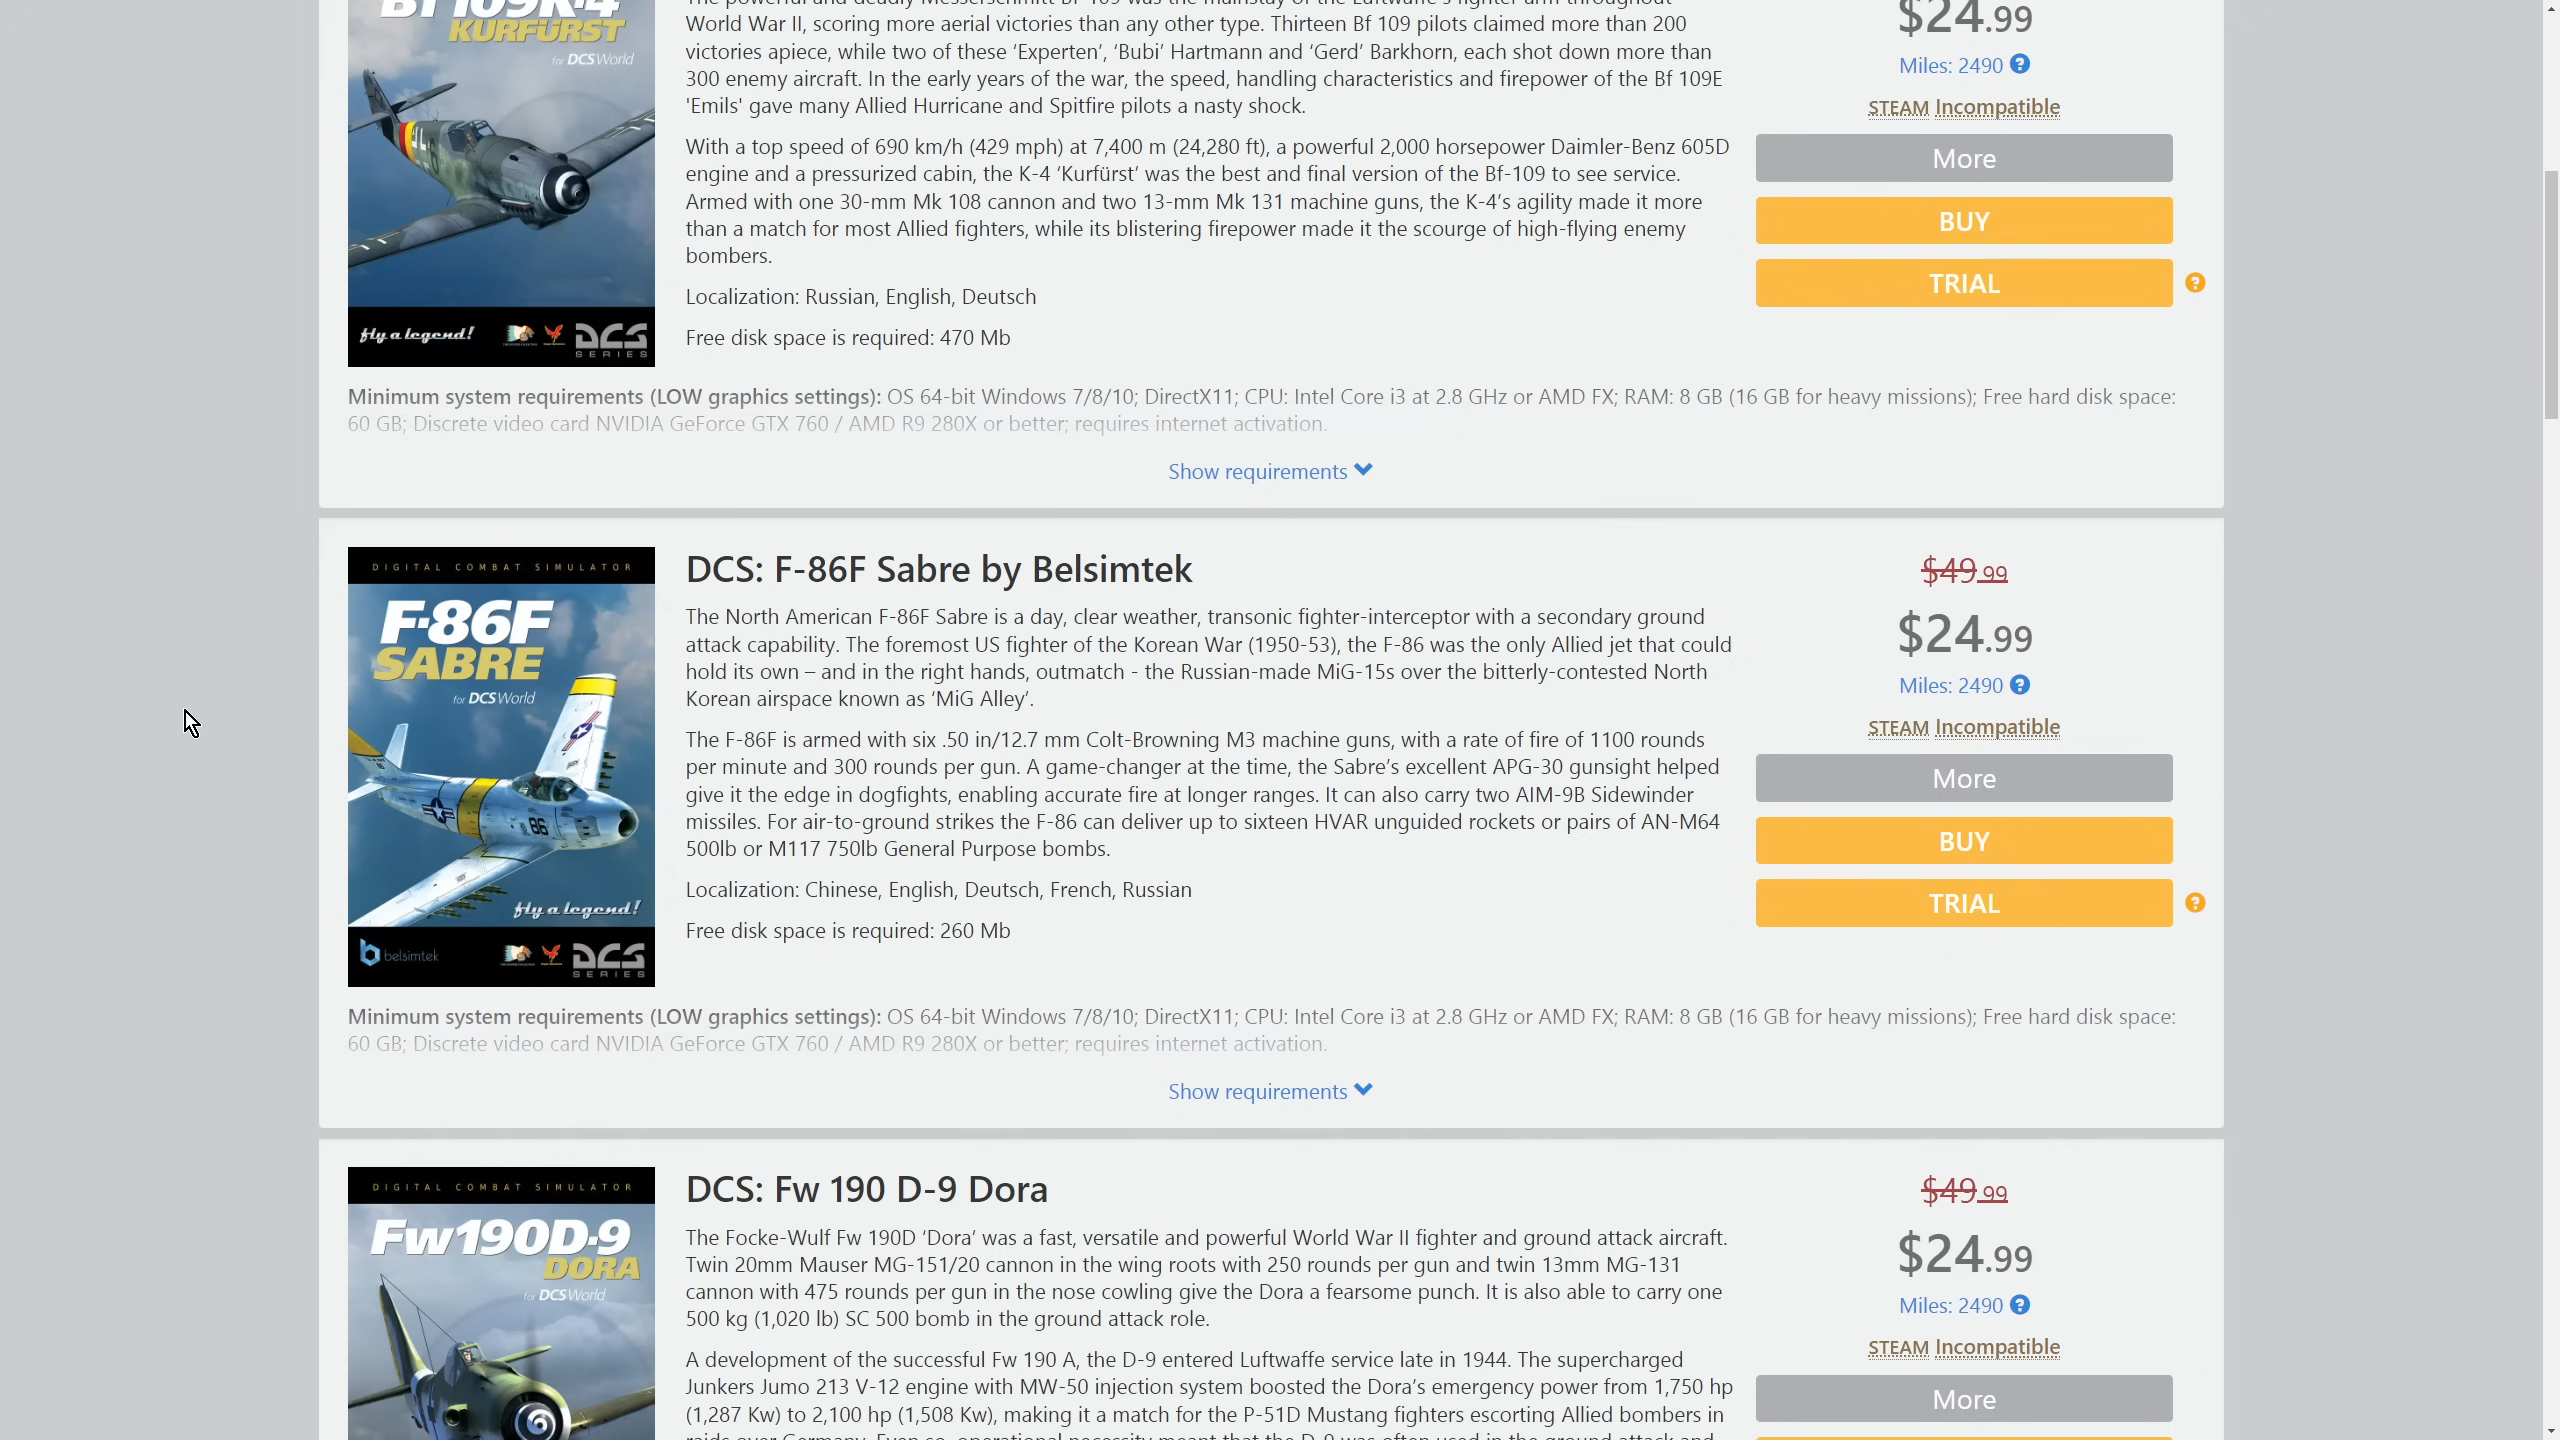 Bf 109K-4
KURFÜRST
for DCS World
fly a legend!
DCS
SERIES
World War II, scoring more aerial victories than any other type. Thirteen Bf 109 pilots claimed more than 200
victories apiece, while two of these ‘Experten’, ‘Bubi’ Hartmann and ‘Gerd’ Barkhorn, each shot down more than
300 enemy aircraft. In the early years of the war, the speed, handling characteristics and firepower of the Bf 109E
'Emils' gave many Allied Hurricane and Spitfire pilots a nasty shock.
With a top speed of 690 km/h (429 mph) at 7,400 m (24,280 ft), a powerful 2,000 horsepower Daimler-Benz 605D
engine and a pressurized cabin, the K-4 ‘Kurfürst’ was the best and final version of the Bf-109 to see service.
Armed with one 30-mm Mk 108 cannon and two 13-mm Mk 131 machine guns, the K-4’s agility made it more
than a match for most Allied fighters, while its blistering firepower made it the scourge of high-flying enemy
bombers.
Localization: Russian, English, Deutsch
Free disk space is required: 470 Mb
$24.99
Miles: 2490
STEAM Incompatible
More
BUY
TRIAL
Minimum system requirements (LOW graphics settings): OS 64-bit Windows 7/8/10; DirectX11; CPU: Intel Core i3 at 2.8 GHz or AMD FX; RAM: 8 GB (16 GB for heavy missions); Free hard disk space:
60 GB; Discrete video card NVIDIA GeForce GTX 760 / AMD R9 280X or better; requires internet activation.
Show requirements
DIGITAL COMBAT SIMULATOR
F-86F
SABRE
for DCS World
86
fly a legend!
belsimtek
DCS
SERIES
DCS: F-86F Sabre by Belsimtek
The North American F-86F Sabre is a day, clear weather, transonic fighter-interceptor with a secondary ground
attack capability. The foremost US fighter of the Korean War (1950-53), the F-86 was the only Allied jet that could
hold its own – and in the right hands, outmatch - the Russian-made MiG-15s over the bitterly-contested North
Korean airspace known as ‘MiG Alley’.
The F-86F is armed with six .50 in/12.7 mm Colt-Browning M3 machine guns, with a rate of fire of 1100 rounds
per minute and 300 rounds per gun. A game-changer at the time, the Sabre’s excellent APG-30 gunsight helped
give it the edge in dogfights, enabling accurate fire at longer ranges. It can also carry two AIM-9B Sidewinder
missiles. For air-to-ground strikes the F-86 can deliver up to sixteen HVAR unguided rockets or pairs of AN-M64
500lb or M117 750lb General Purpose bombs.
Localization: Chinese, English, Deutsch, French, Russian
Free disk space is required: 260 Mb
$49.99
$24.99
Miles: 2490
STEAM Incompatible
More
BUY
TRIAL
Minimum system requirements (LOW graphics settings): OS 64-bit Windows 7/8/10; DirectX11; CPU: Intel Core i3 at 2.8 GHz or AMD FX; RAM: 8 GB (16 GB for heavy missions); Free hard disk space:
60 GB; Discrete video card NVIDIA GeForce GTX 760 / AMD R9 280X or better; requires internet activation.
Show requirements
DIGITAL COMBAT SIMULATOR
Fw190D-9
DORA
for DCS World
DCS: Fw 190 D-9 Dora
The Focke-Wulf Fw 190D ‘Dora’ was a fast, versatile and powerful World War II fighter and ground attack aircraft.
Twin 20mm Mauser MG-151/20 cannon in the wing roots with 250 rounds per gun and twin 13mm MG-131
cannon with 475 rounds per gun in the nose cowling give the Dora a fearsome punch. It is also able to carry one
500 kg (1,020 lb) SC 500 bomb in the ground attack role.
A development of the successful Fw 190 A, the D-9 entered Luftwaffe service late in 1944. The supercharged
Junkers Jumo 213 V-12 engine with MW-50 injection system boosted the Dora’s emergency power from 1,750 hp
(1,287 Kw) to 2,100 hp (1,508 Kw), making it a match for the P-51D Mustang fighters escorting Allied bombers in
$49.99
$24.99
Miles: 2490
STEAM Incompatible
More